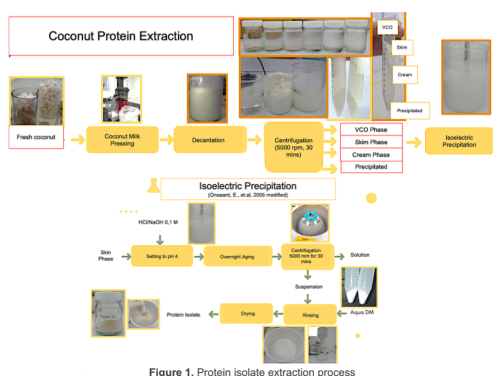 Coconut Protein Extraction
VCO
Skim
Cream
Precipitated
Fresh coconut
Coconut Milk
Pressing
Decantation
Centrifugation
(5000 rpm, 30
mins)
VCO Phase
Skim Phase
Cream Phase
Precipitated
Isoelectric
Precipitation
Isoelectric Precipitation
(Onsaard, E., et.al, 2005 modified)
HCl/NaOH 0,1 M
Skin
Phase
Setting to pH 4
Overnight Aging
Centrifugation
5000 rom for 30
mins
Solution
Suspension
Protein Isolate
Drying
Rinsing
Aquo DM
Figure 1. Protein isolate extraction process